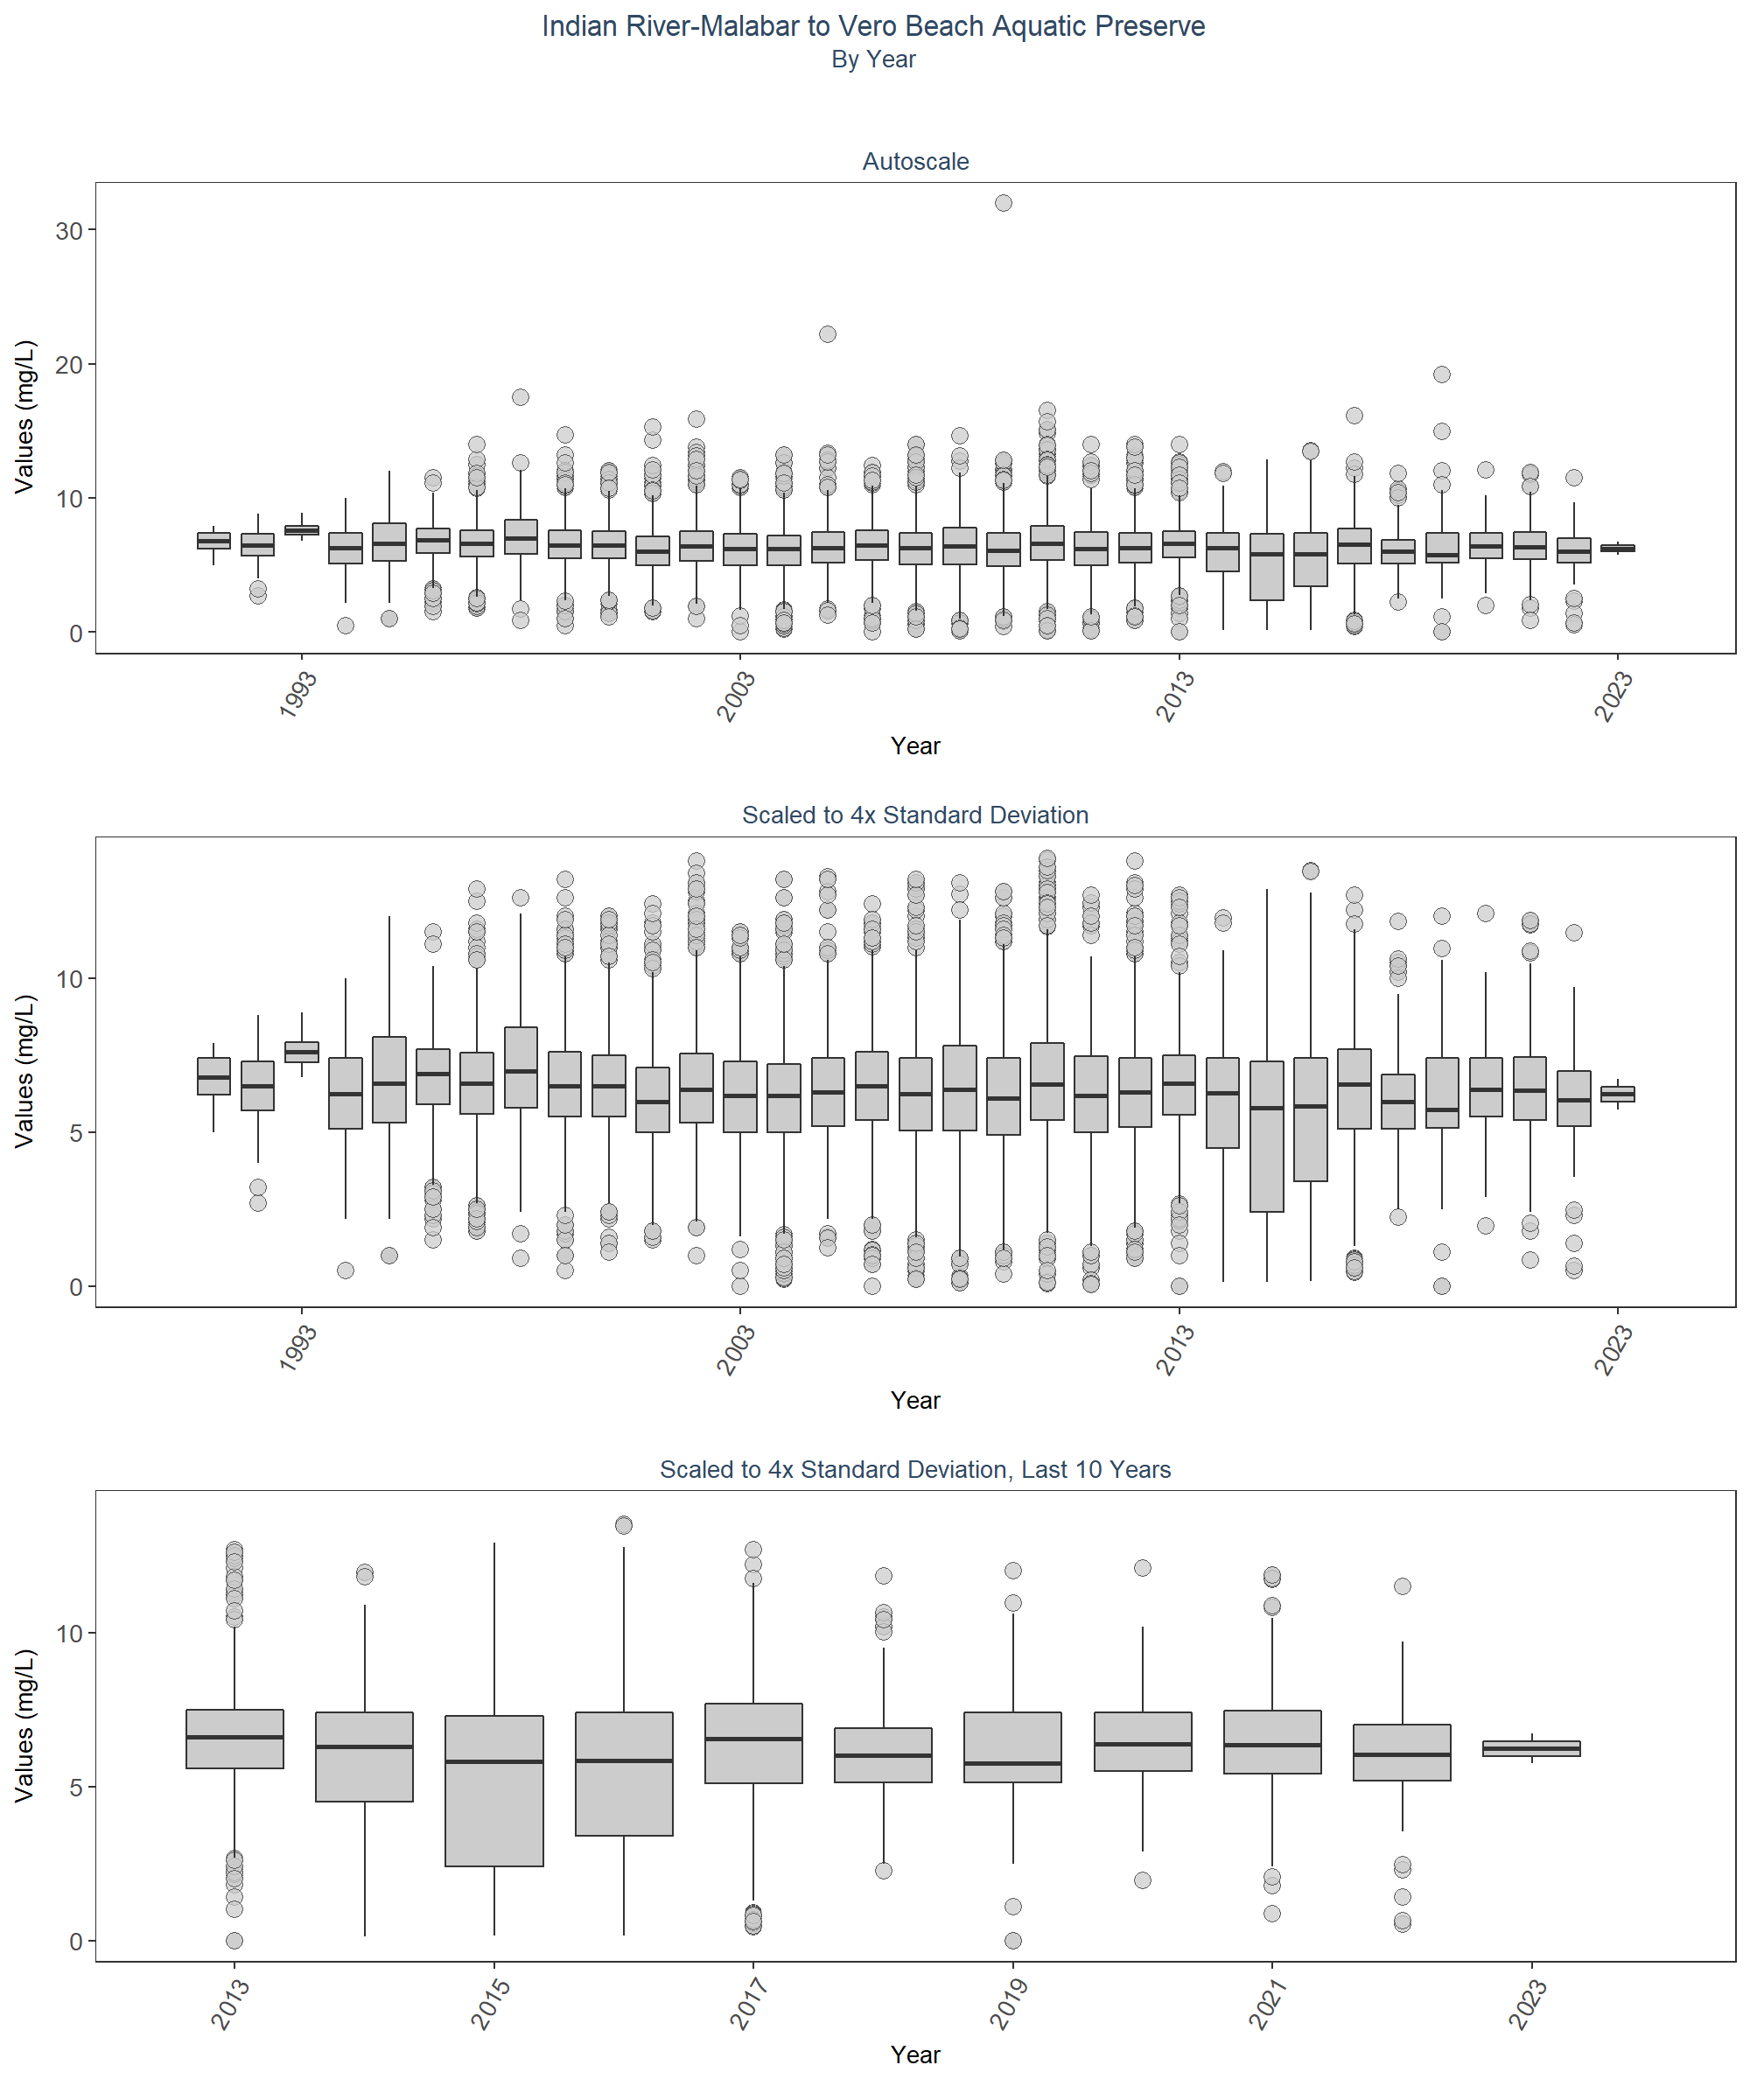 Indian River-Malabar to Vero Beach Aquatic Preserve
By Year
Autoscale
Values (mg/L)
30
20
10
0
1993
2003
2013
2023
Year
Scaled to 4x Standard Deviation
Values (mg/L)
10
5
0
1993
2003
2013
2023
Year
Scaled to 4x Standard Deviation, Last 10 Years
Values (mg/L)
10
5
0
2013
2015
2017
2019
2021
2023
Year